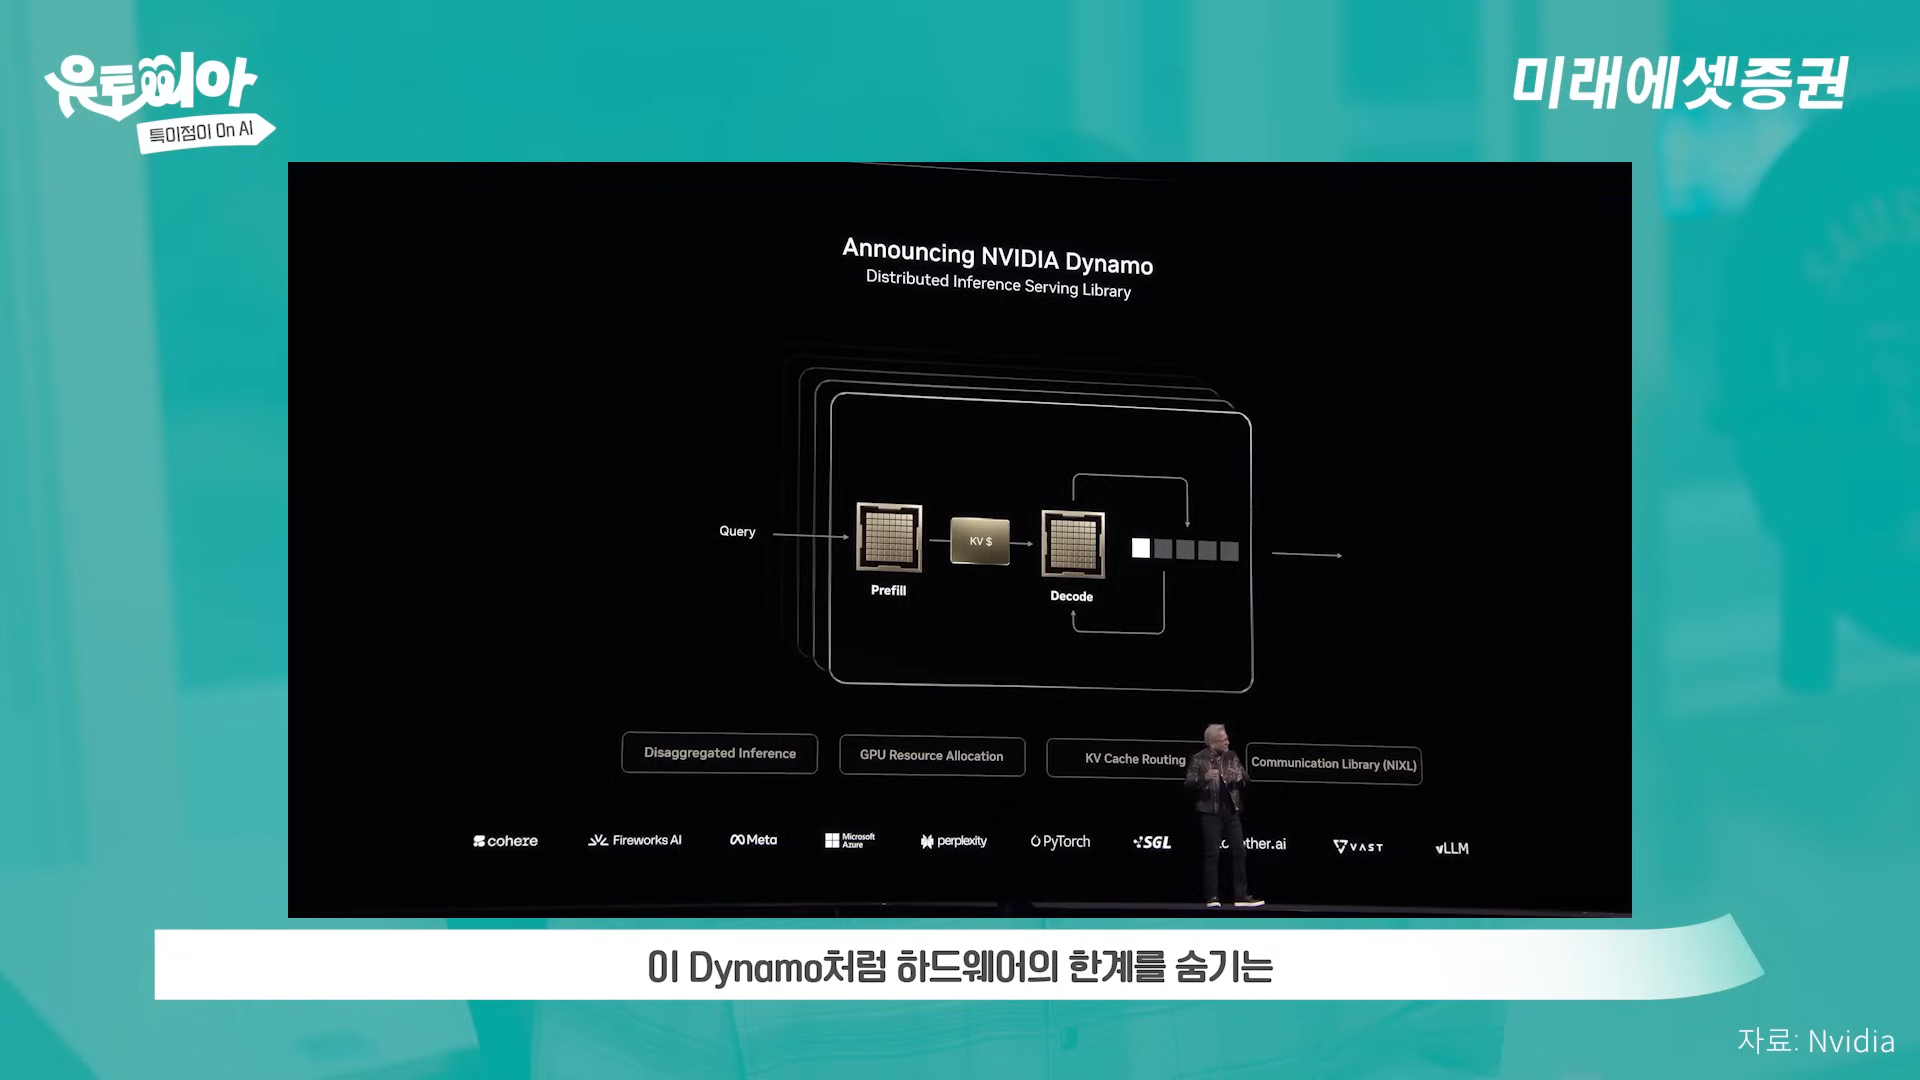 유토피아
특이점이 On AI
미래에셋증권
Announcing NVIDIA Dynamo
Distributed Inference Serving Library
Query
KV $
Prefill
Decode
Disaggregated Inference
GPU Resource Allocation
KV Cache Routing
Communication Library (NIXL)
cohere
Fireworks AI
Meta
Microsoft
Azure
perplexity
PyTorch
SGL
ether.ai
VAST
vLLM
이 Dynamo처럼 하드웨어의 한계를 숨기는
자료: Nvidia